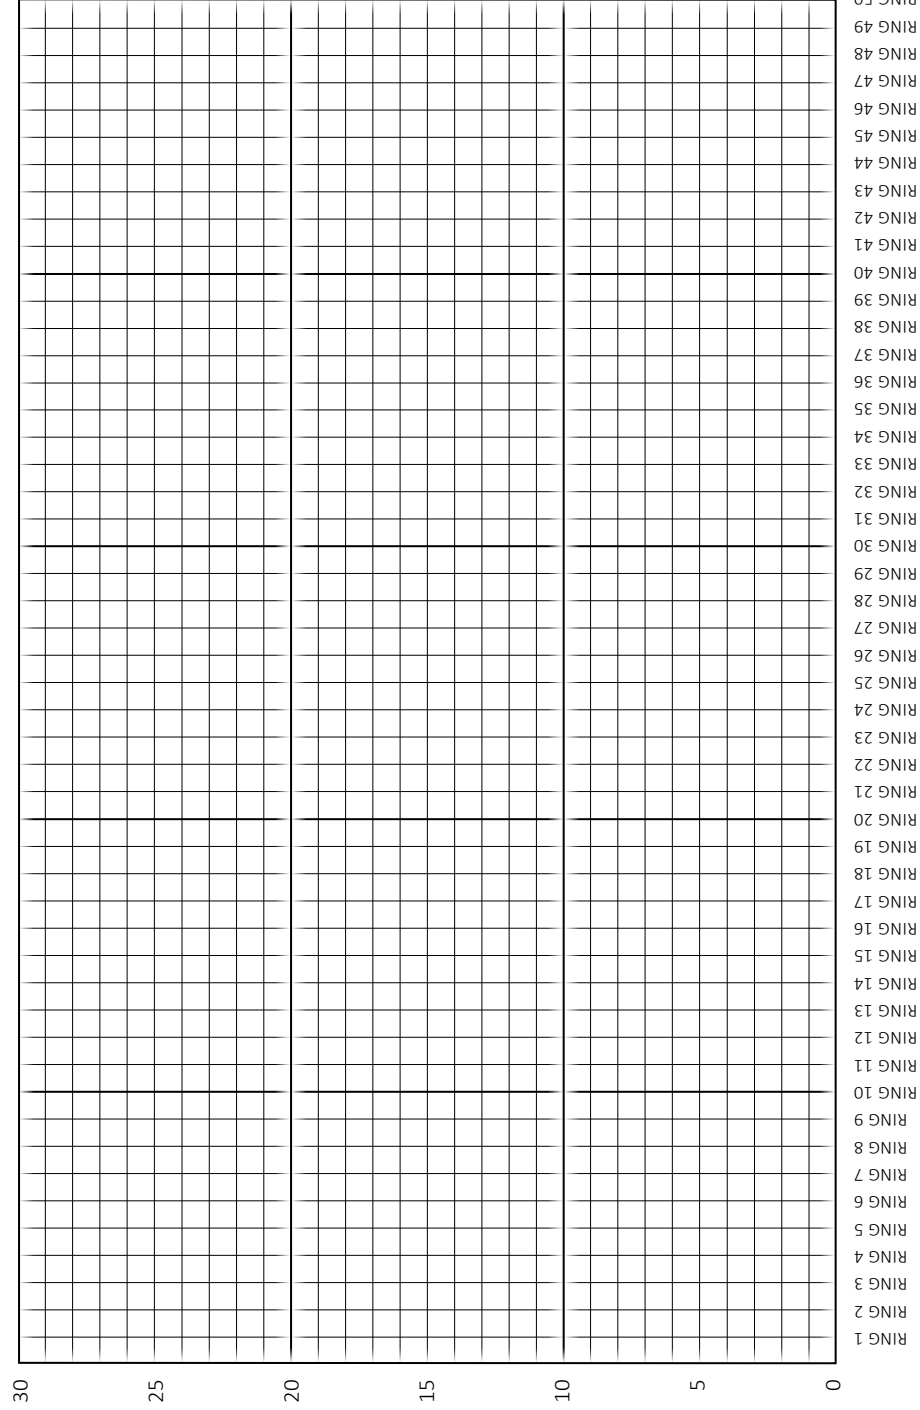 RING 50
RING 49
RING 48
RING 47
RING 46
RING 45
RING 44
RING 43
RING 42
RING 41
RING 40
RING 39
RING 38
RING 37
RING 36
RING 35
RING 34
RING 33
RING 32
RING 31
RING 30
RING 29
RING 28
RING 27
RING 26
RING 25
RING 24
RING 23
RING 22
RING 21
RING 20
RING 19
RING 18
RING 17
RING 16
RING 15
RING 14
RING 13
RING 12
RING 11
RING 10
RING 9
RING 8
RING 7
RING 6
RING 5
RING 4
RING 3
RING 2
RING 1
30
25
20
15
10
5
0